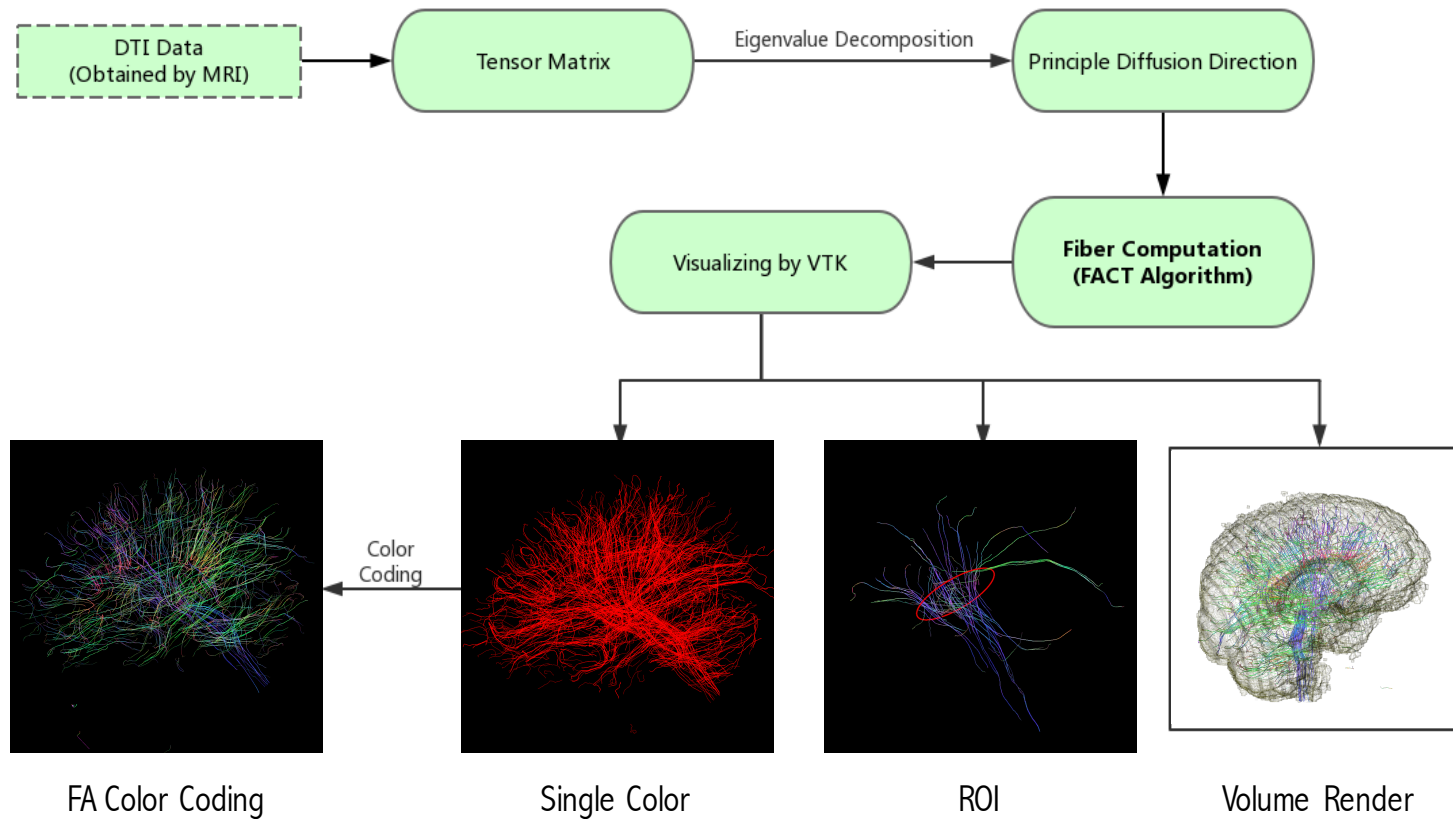 DTI Data
(Obtained by MRI)
Tensor Matrix
Eigenvalue Decomposition
Principle Diffusion Direction
Visualizing by VTK
Fiber Computation
(FACT Algorithm)
Color
Coding
FA Color Coding
Single Color
ROI
Volume Render